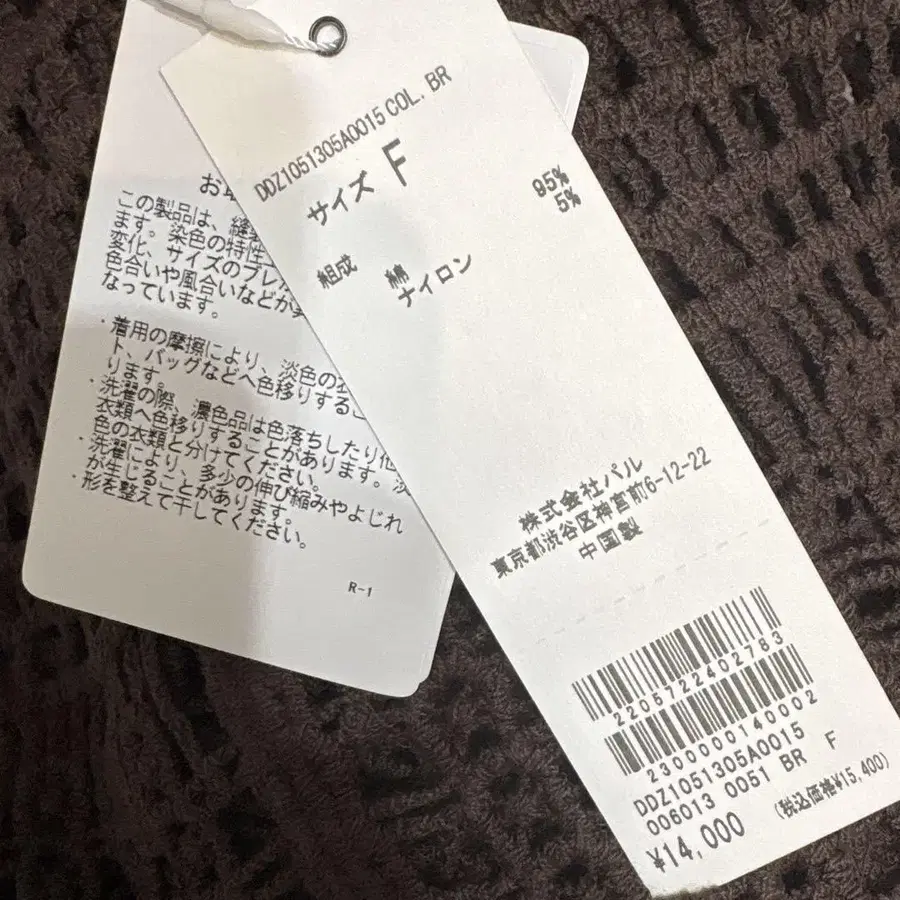 DDZ1051305A0015 COL. BR
サイズ F
組成 綿 95%
ナイロン 5%
株式会社パル
東京都渋谷区神宮前6-12-22
中国製
2205722402783
2300000140002
DDZ1051305A0015
006013 0051 BR F
¥14,000 (税込価格¥15,400)
お取
この製品は、縫
ます。染色の特性
変化、サイズのブレ
色合いや風合いなどが
なっています。
・着用の摩擦により、淡色の
ト、バッグなどへ色移りするこ
ります。
・洗濯の際、濃色品は色落ちしたり他
衣類へ色移りすることがあります。淡
色の衣類と分けてください。
・洗濯により、多少の伸び縮みやよじれ
が生じることがあります。
形を整えて干してください。
R-1